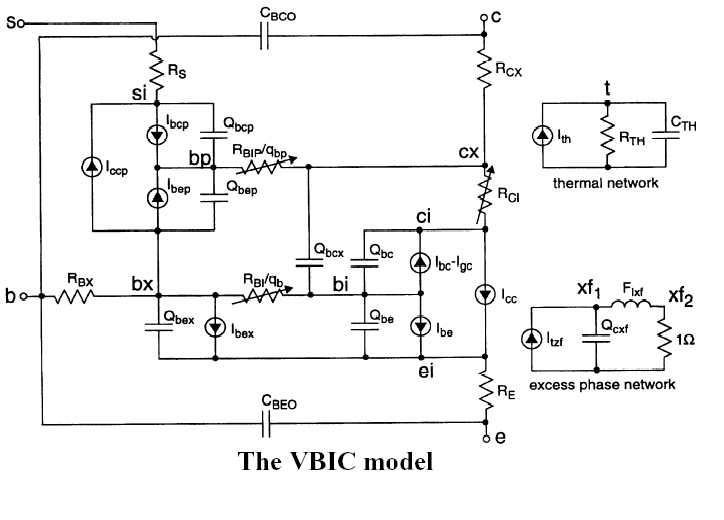 C_BCO
s
c
R_S
R_CX
si
t
I_bcp
Q_bcp
I_th
R_TH
C_TH
R_BIP/q_bp
cx
bp
I_ccp
I_bep
Q_bep
R_CI
thermal network
ci
Q_bcx
Q_bc
I_bc-I_gc
b
R_BX
bx
R_BI/q_b
bi
I_cc
xf_1
F_lxf
xf_2
Q_bex
I_bex
Q_be
I_be
I_tzf
Q_cxf
1Ω
ei
excess phase network
R_E
C_BEO
e
The VBIC model